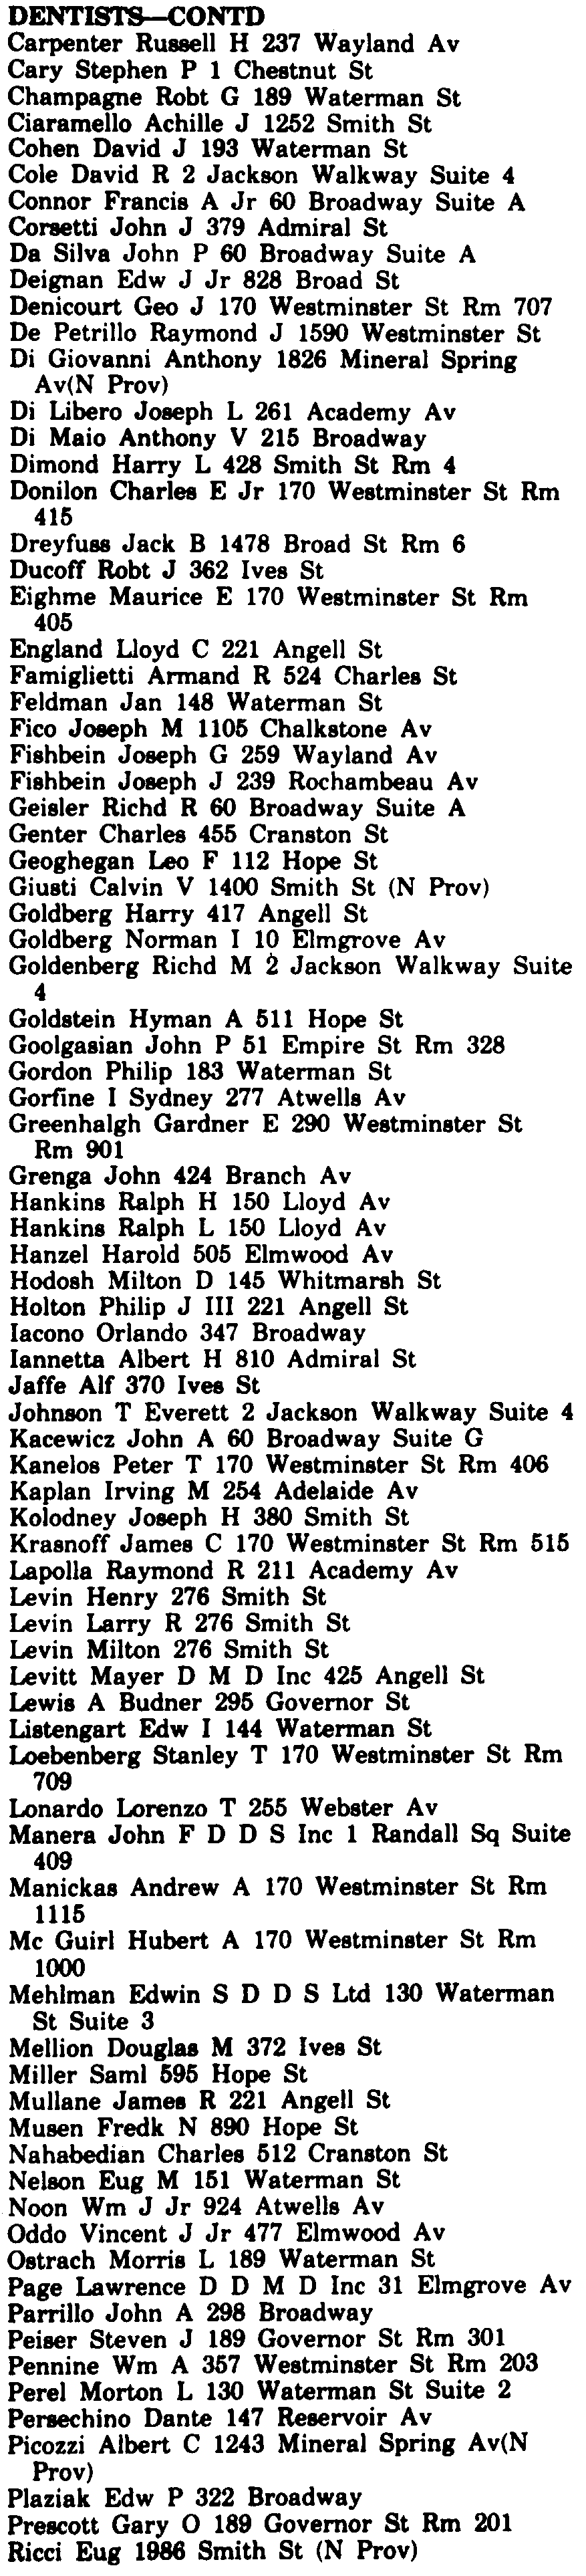 DENTISTS—CONTD
Carpenter Russell H 237 Wayland Av
Cary Stephen P 1 Chestnut St
Champagne Robt G 189 Waterman St
Ciaramello Achille J 1252 Smith St
Cohen David J 193 Waterman St
Cole David R 2 Jackson Walkway Suite 4
Connor Francis A Jr 60 Broadway Suite A
Corsetti John J 379 Admiral St
Da Silva John P 60 Broadway Suite A
Deignan Edw J Jr 828 Broad St
Denicourt Geo J 170 Westminster St Rm 707
De Petrillo Raymond J 1590 Westminster St
Di Giovanni Anthony 1826 Mineral Spring
Av(N Prov)
Di Libero Joseph L 261 Academy Av
Di Maio Anthony V 215 Broadway
Dimond Harry L 428 Smith St Rm 4
Donilon Charles E Jr 170 Westminster St Rm
415
Dreyfuss Jack B 1478 Broad St Rm 6
Ducoff Robt J 362 Ives St
Eighme Maurice E 170 Westminster St Rm
405
England Lloyd C 221 Angell St
Famiglietti Armand R 524 Charles St
Feldman Jan 148 Waterman St
Fico Joseph M 1105 Chalkstone Av
Fishbein Joseph G 259 Wayland Av
Fishbein Joseph J 239 Rochambeau Av
Geisler Richd R 60 Broadway Suite A
Genter Charles 455 Cranston St
Geoghegan Leo F 112 Hope St
Giusti Calvin V 1400 Smith St (N Prov)
Goldberg Harry 417 Angell St
Goldberg Norman I 10 Elmgrove Av
Goldenberg Richd M 2 Jackson Walkway Suite
4
Goldstein Hyman A 511 Hope St
Goolgasian John P 51 Empire St Rm 328
Gordon Philip 183 Waterman St
Gorfine I Sydney 277 Atwells Av
Greenhalgh Gardner E 290 Westminster St
Rm 901
Grenga John 424 Branch Av
Hankins Ralph H 150 Lloyd Av
Hankins Ralph L 150 Lloyd Av
Hanzel Harold 505 Elmwood Av
Hodosh Milton D 145 Whitmarsh St
Holton Philip J III 221 Angell St
Iacono Orlando 347 Broadway
Iannetta Albert H 810 Admiral St
Jaffe Alf 370 Ives St
Johnson T Everett 2 Jackson Walkway Suite 4
Kacewicz John A 60 Broadway Suite G
Kanelos Peter T 170 Westminster St Rm 406
Kaplan Irving M 254 Adelaide Av
Kolodney Joseph H 380 Smith St
Krasnoff James C 170 Westminster St Rm 515
Lapolla Raymond R 211 Academy Av
Levin Henry 276 Smith St
Levin Larry R 276 Smith St
Levin Milton 276 Smith St
Levitt Mayer D M D Inc 425 Angell St
Lewis A Budner 295 Governor St
Listengart Edw I 144 Waterman St
Loebenberg Stanley T 170 Westminster St Rm
709
Lonardo Lorenzo T 255 Webster Av
Manera John F D D S Inc 1 Randall Sq Suite
409
Manickas Andrew A 170 Westminster St Rm
1115
Mc Guirl Hubert A 170 Westminster St Rm
1000
Mehlman Edwin S D D S Ltd 130 Waterman
St Suite 3
Mellion Douglas M 372 Ives St
Miller Saml 595 Hope St
Mullane James R 221 Angell St
Musen Fredk N 890 Hope St
Nahabedian Charles 512 Cranston St
Nelson Eug M 151 Waterman St
Noon Wm J Jr 924 Atwells Av
Oddo Vincent J Jr 477 Elmwood Av
Ostrach Morris L 189 Waterman St
Page Lawrence D D M D Inc 31 Elmgrove Av
Parrillo John A 298 Broadway
Peiser Steven J 189 Governor St Rm 301
Pennine Wm A 357 Westminster St Rm 203
Perel Morton L 130 Waterman St Suite 2
Persechino Dante 147 Reservoir Av
Picozzi Albert C 1243 Mineral Spring Av(N
Prov)
Plaziak Edw P 322 Broadway
Prescott Gary O 189 Governor St Rm 201
Ricci Eug 1986 Smith St (N Prov)